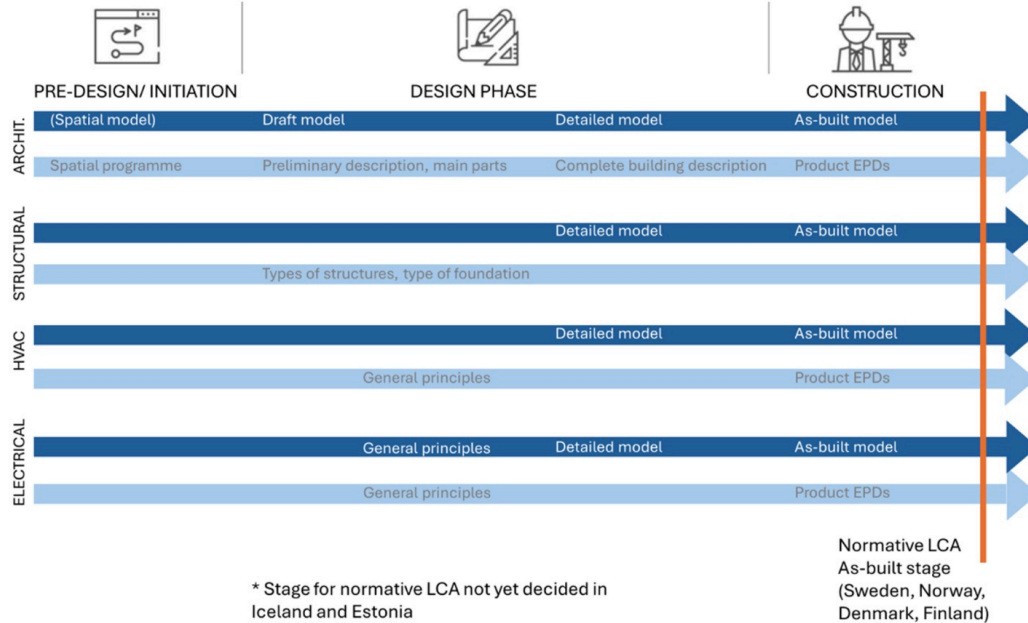 PRE-DESIGN/ INITIATION
DESIGN PHASE
CONSTRUCTION
ARCHIT.
(Spatial model)
Draft model
Detailed model
As-built model
Spatial programme
Preliminary description, main parts
Complete building description
Product EPDs
STRUCTURAL
Detailed model
As-built model
Types of structures, type of foundation
HVAC
Detailed model
As-built model
General principles
Product EPDs
ELECTRICAL
General principles
Detailed model
As-built model
General principles
Product EPDs
* Stage for normative LCA not yet decided in
Iceland and Estonia
Normative LCA
As-built stage
(Sweden, Norway,
Denmark, Finland)